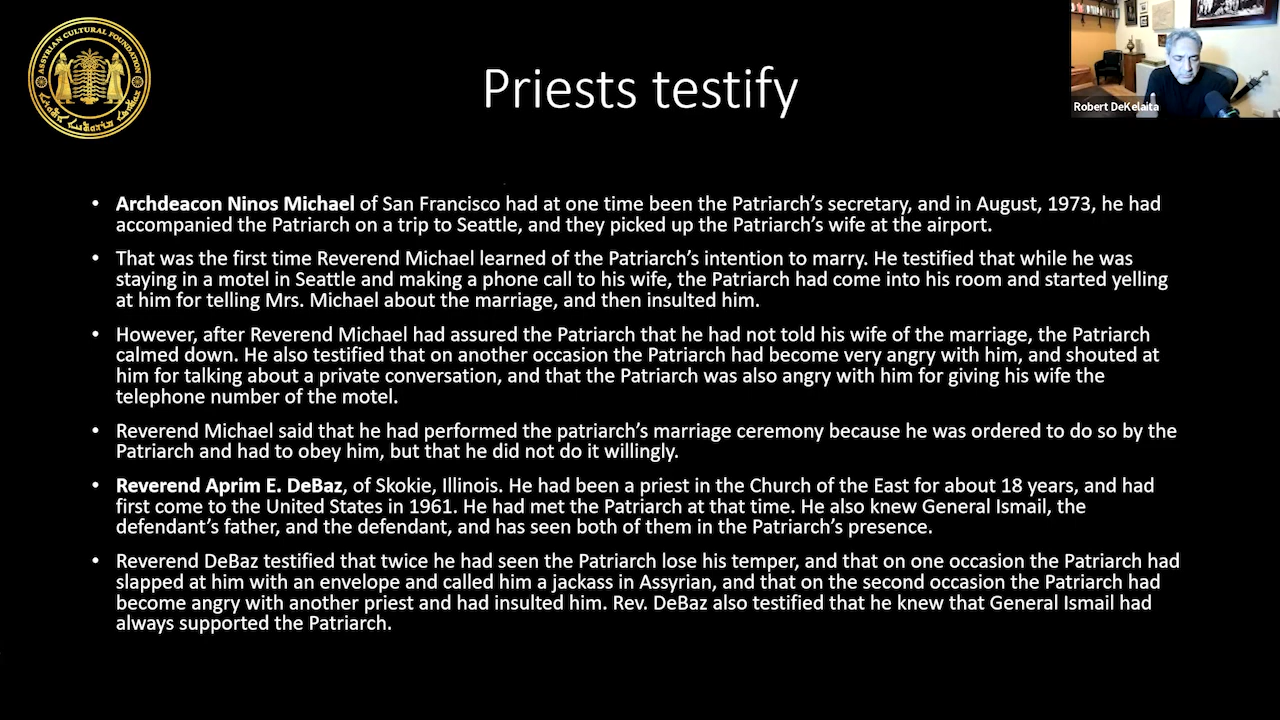 ASSYRIAN CULTURAL FOUNDATION
Priests testify
Robert DeKelaita
• Archdeacon Ninos Michael of San Francisco had at one time been the Patriarch’s secretary, and in August, 1973, he had
accompanied the Patriarch on a trip to Seattle, and they picked up the Patriarch’s wife at the airport.
• That was the first time Reverend Michael learned of the Patriarch’s intention to marry. He testified that while he was
staying in a motel in Seattle and making a phone call to his wife, the Patriarch had come into his room and started yelling
at him for telling Mrs. Michael about the marriage, and then insulted him.
• However, after Reverend Michael had assured the Patriarch that he had not told his wife of the marriage, the Patriarch
calmed down. He also testified that on another occasion the Patriarch had become very angry with him, and shouted at
him for talking about a private conversation, and that the Patriarch was also angry with him for giving his wife the
telephone number of the motel.
• Reverend Michael said that he had performed the patriarch’s marriage ceremony because he was ordered to do so by the
Patriarch and had to obey him, but that he did not do it willingly.
• Reverend Aprim E. DeBaz, of Skokie, Illinois. He had been a priest in the Church of the East for about 18 years, and had
first come to the United States in 1961. He had met the Patriarch at that time. He also knew General Ismail, the
defendant’s father, and the defendant, and has seen both of them in the Patriarch’s presence.
• Reverend DeBaz testified that twice he had seen the Patriarch lose his temper, and that on one occasion the Patriarch had
slapped at him with an envelope and called him a jackass in Assyrian, and that on the second occasion the Patriarch had
become angry with another priest and had insulted him. Rev. DeBaz also testified that he knew that General Ismail had
always supported the Patriarch.